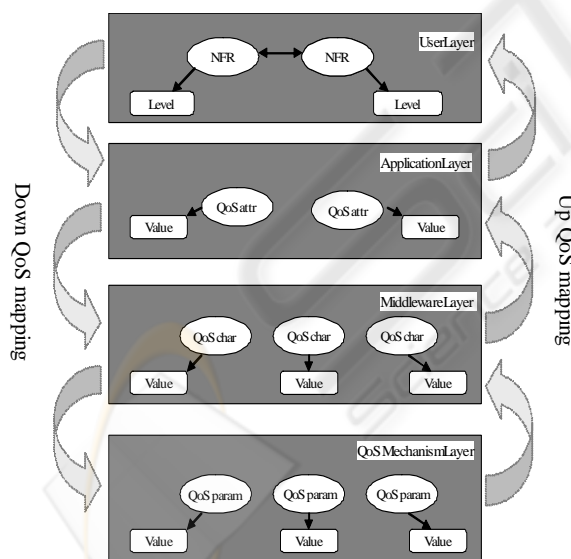 UserLayer
NFR NFR
Level Level
ApplicationLayer
QoS attr QoS attr
Value Value
MiddlewareLayer
QoS char QoS char QoS char
Value Value Value
QoS MechanismLayer
QoS param QoS param QoS param
Value Value Value
Down QoS mapping
Up QoS mapping